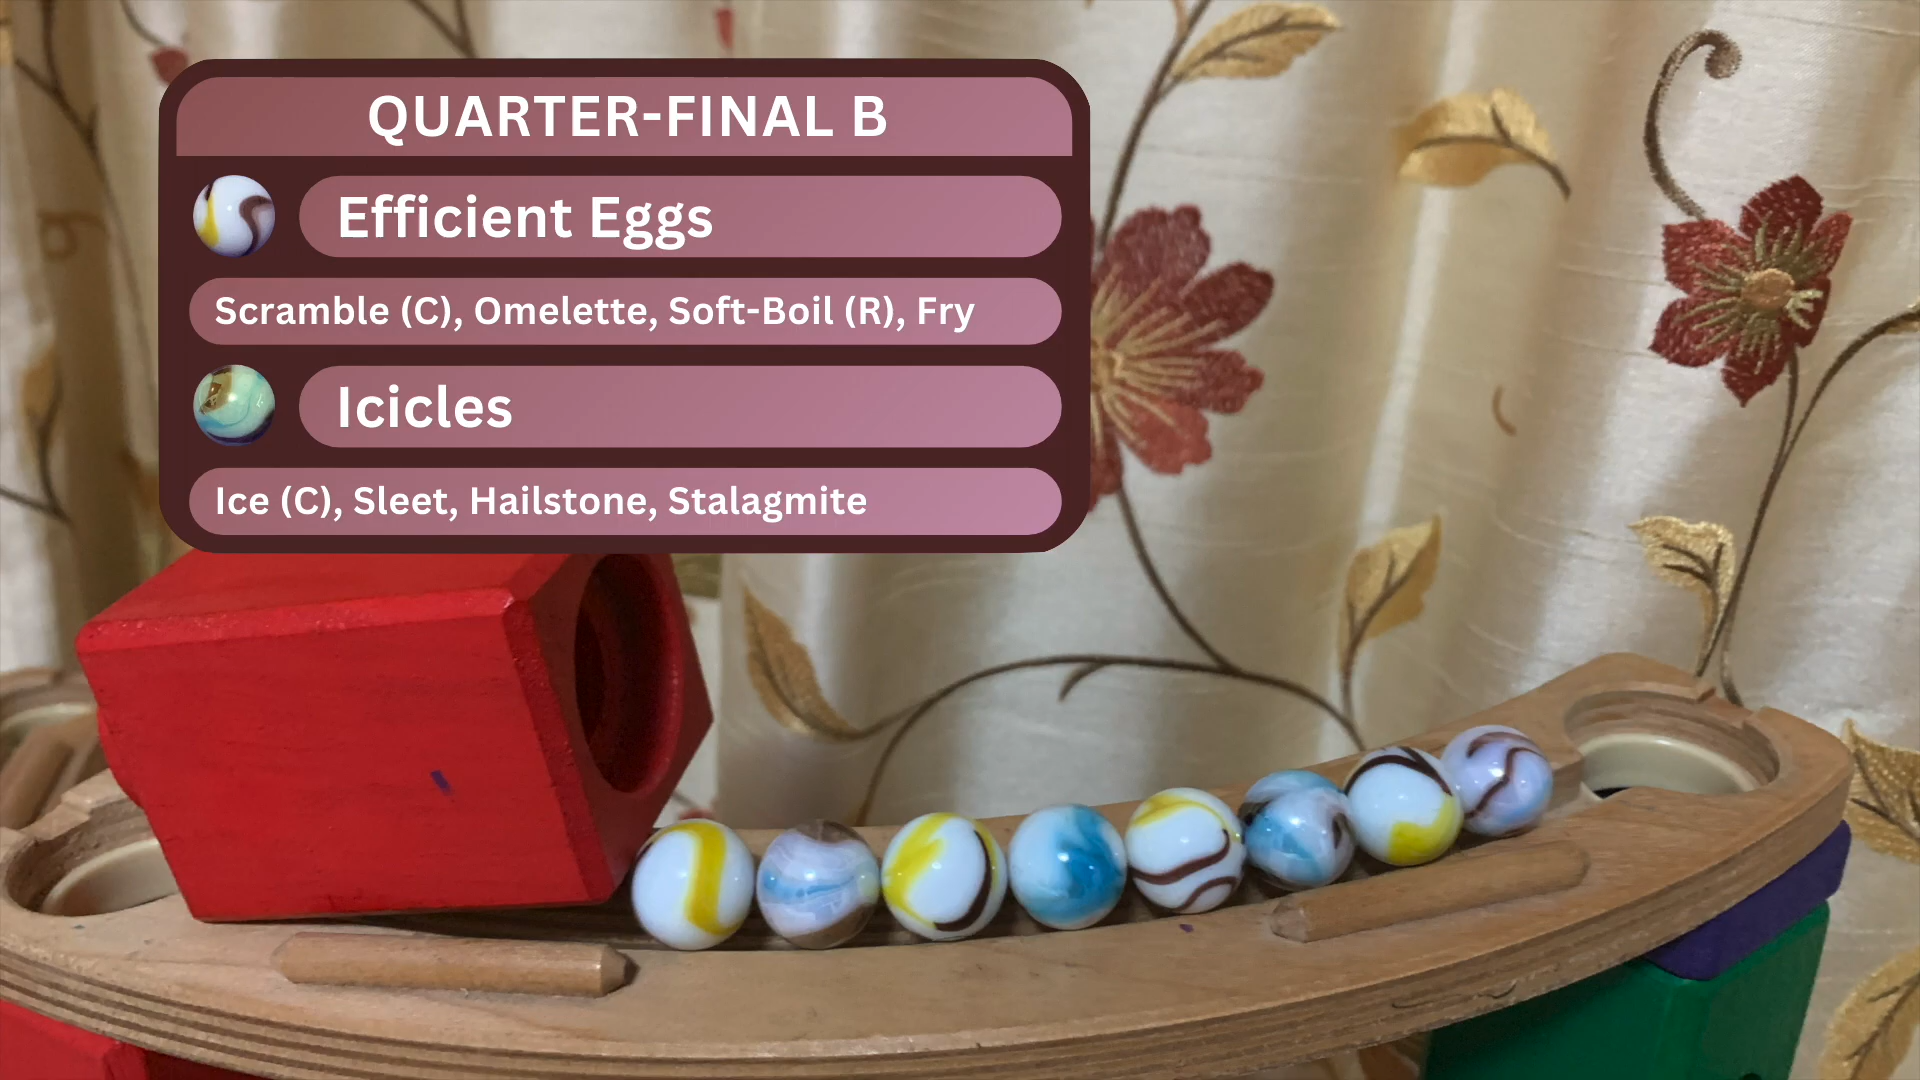 QUARTER-FINAL B
Efficient Eggs
Scramble (C), Omelette, Soft-Boil (R), Fry
Icicles
Ice (C), Sleet, Hailstone, Stalagmite